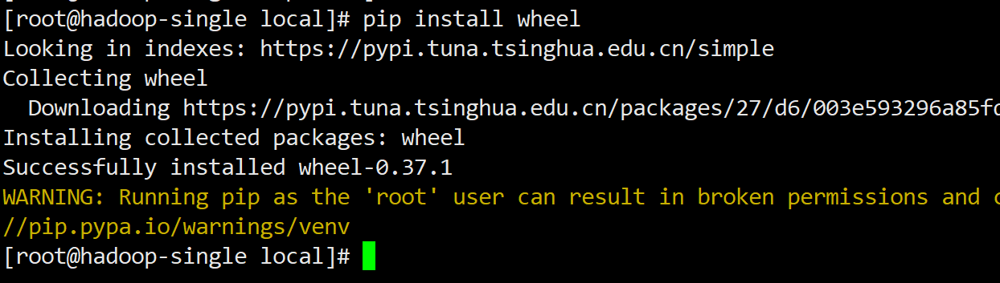 [root@hadoop-single local]# pip install wheel
Looking in indexes: https://pypi.tuna.tsinghua.edu.cn/simple
Collecting wheel
  Downloading https://pypi.tuna.tsinghua.edu.cn/packages/27/d6/003e593296a85fd
Installing collected packages: wheel
Successfully installed wheel-0.37.1
WARNING: Running pip as the 'root' user can result in broken permissions and
//pip.pypa.io/warnings/venv
[root@hadoop-single local]#